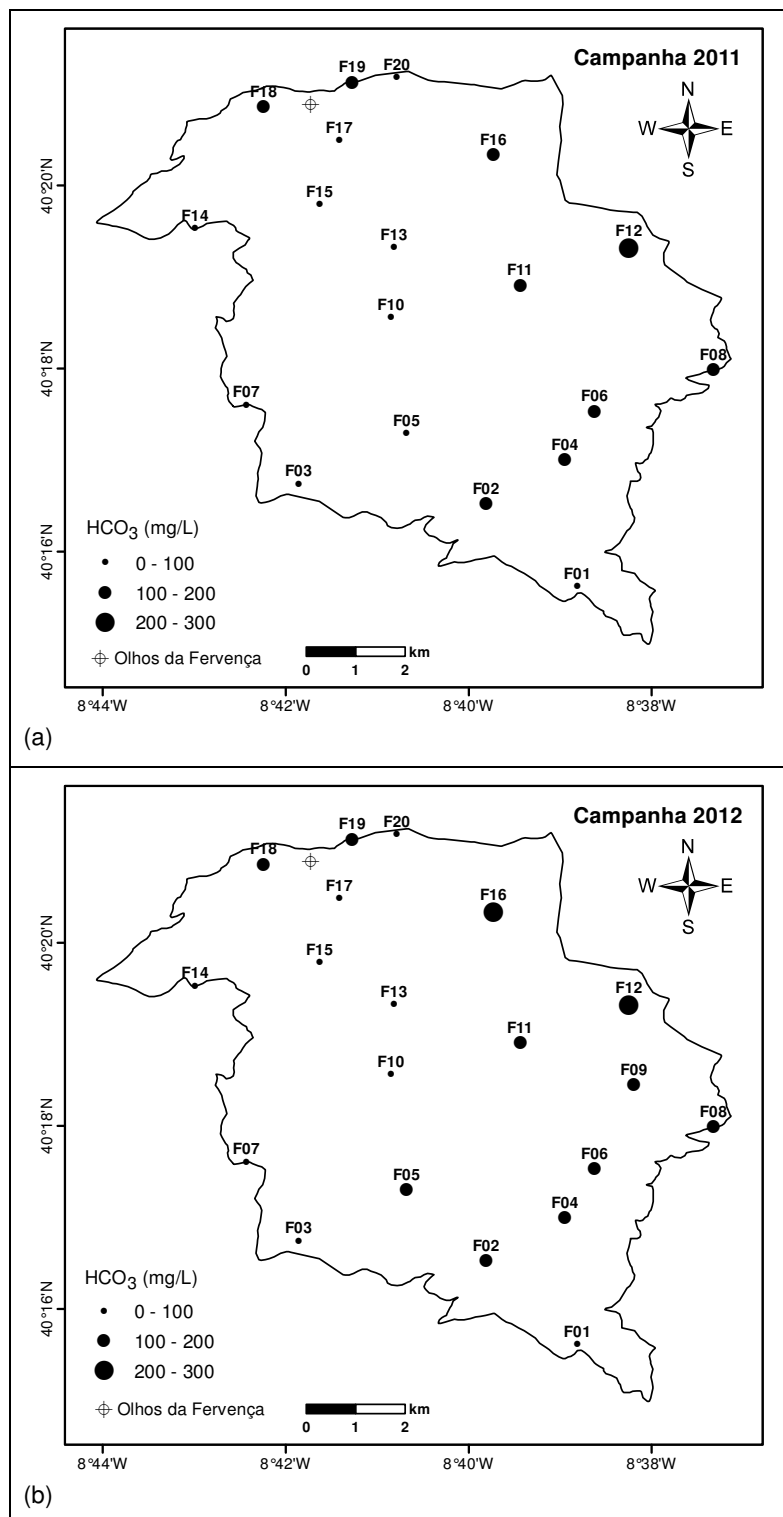 Campanha 2011
N
W E
S
F19 F20
F18
F17
F16
F15
F14
F13
F12
F11
F10
F08
F07
F06
F05
F04
F03
F02
F01
40°20'N
40°18'N
40°16'N
HCO3 (mg/L)
0 - 100
100 - 200
200 - 300
Olhos da Fervença
km
0 1 2
8°44'W 8°42'W 8°40'W 8°38'W
(a)
Campanha 2012
N
W E
S
F19 F20
F18
F17
F16
F15
F14
F13
F12
F11
F10
F09
F08
F07
F06
F05
F04
F03
F02
F01
40°20'N
40°18'N
40°16'N
HCO3 (mg/L)
0 - 100
100 - 200
200 - 300
Olhos da Fervença
km
0 1 2
8°44'W 8°42'W 8°40'W 8°38'W
(b)